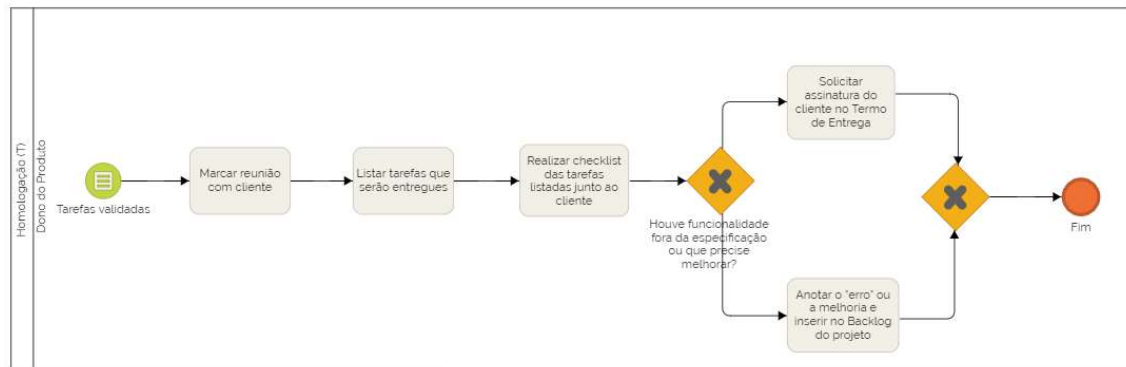 Homologação (T)
Dono do Produto
Tarefas validadas
Marcar reunião
com cliente
Listar tarefas que
serão entregues
Realizar checklist
das tarefas
listadas junto ao
cliente
Houve funcionalidade
fora da especificação
ou que precise
melhorar?
Solicitar
assinatura do
cliente no Termo
de Entrega
Anotar o "erro" ou
a melhoria e
inserir no Backlog
do projeto
Fim